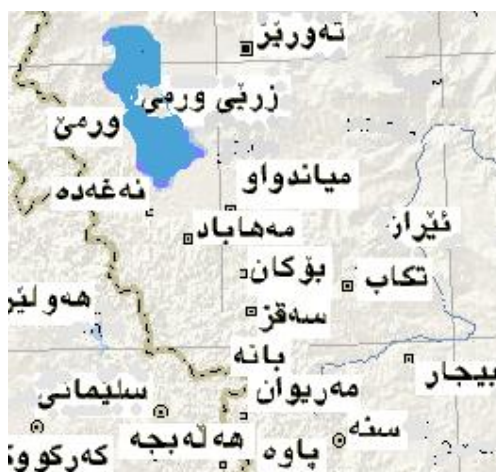 تەورێز
زرێی ورمێ
ورمێ
میاندواو
نەغەدە
مەهاباد
ئێران
بۆکان
تکاب
هەولێر
سەقز
بانە
بیجار
سلێمانی
مەریوان
سنە
هەڵەبجە
پاوە
کەرکووک